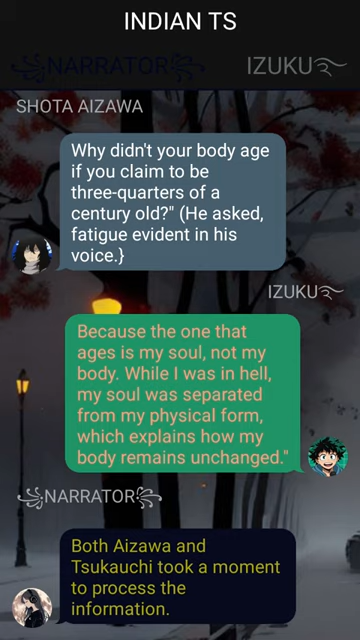 INDIAN TS
꧁NARRATOR꧂
IZUKU࿐
SHOTA AIZAWA
Why didn't your body age
if you claim to be
three-quarters of a
century old?" (He asked,
fatigue evident in his
voice.}
IZUKU࿐
Because the one that
ages is my soul, not my
body. While I was in hell,
my soul was separated
from my physical form,
which explains how my
body remains unchanged."
꧁NARRATOR꧂
Both Aizawa and
Tsukauchi took a moment
to process the
information.